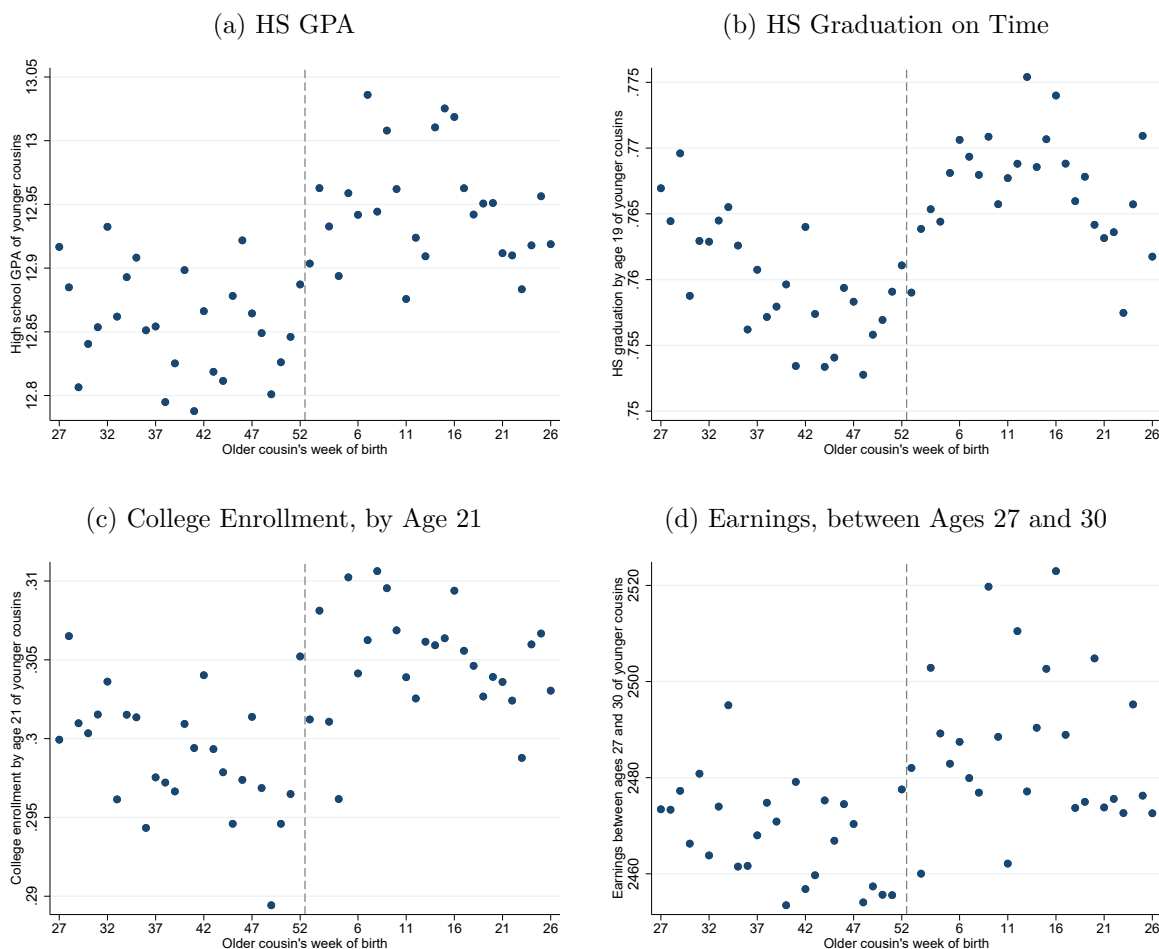 (a) HS GPA
High school GPA of younger cousins
13.05
13
12.95
12.9
12.85
12.8
27 32 37 42 47 52 6 11 16 21 26
Older cousin's week of birth
(b) HS Graduation on Time
HS graduation by age 19 of younger cousins
.775
.77
.765
.76
.755
.75
27 32 37 42 47 52 6 11 16 21 26
Older cousin's week of birth
(c) College Enrollment, by Age 21
College enrollment by age 21 of younger cousins
.31
.305
.3
.295
.29
27 32 37 42 47 52 6 11 16 21 26
Older cousin's week of birth
(d) Earnings, between Ages 27 and 30
Earnings between ages 27 and 30 of younger cousins
2520
2500
2480
2460
27 32 37 42 47 52 6 11 16 21 26
Older cousin's week of birth